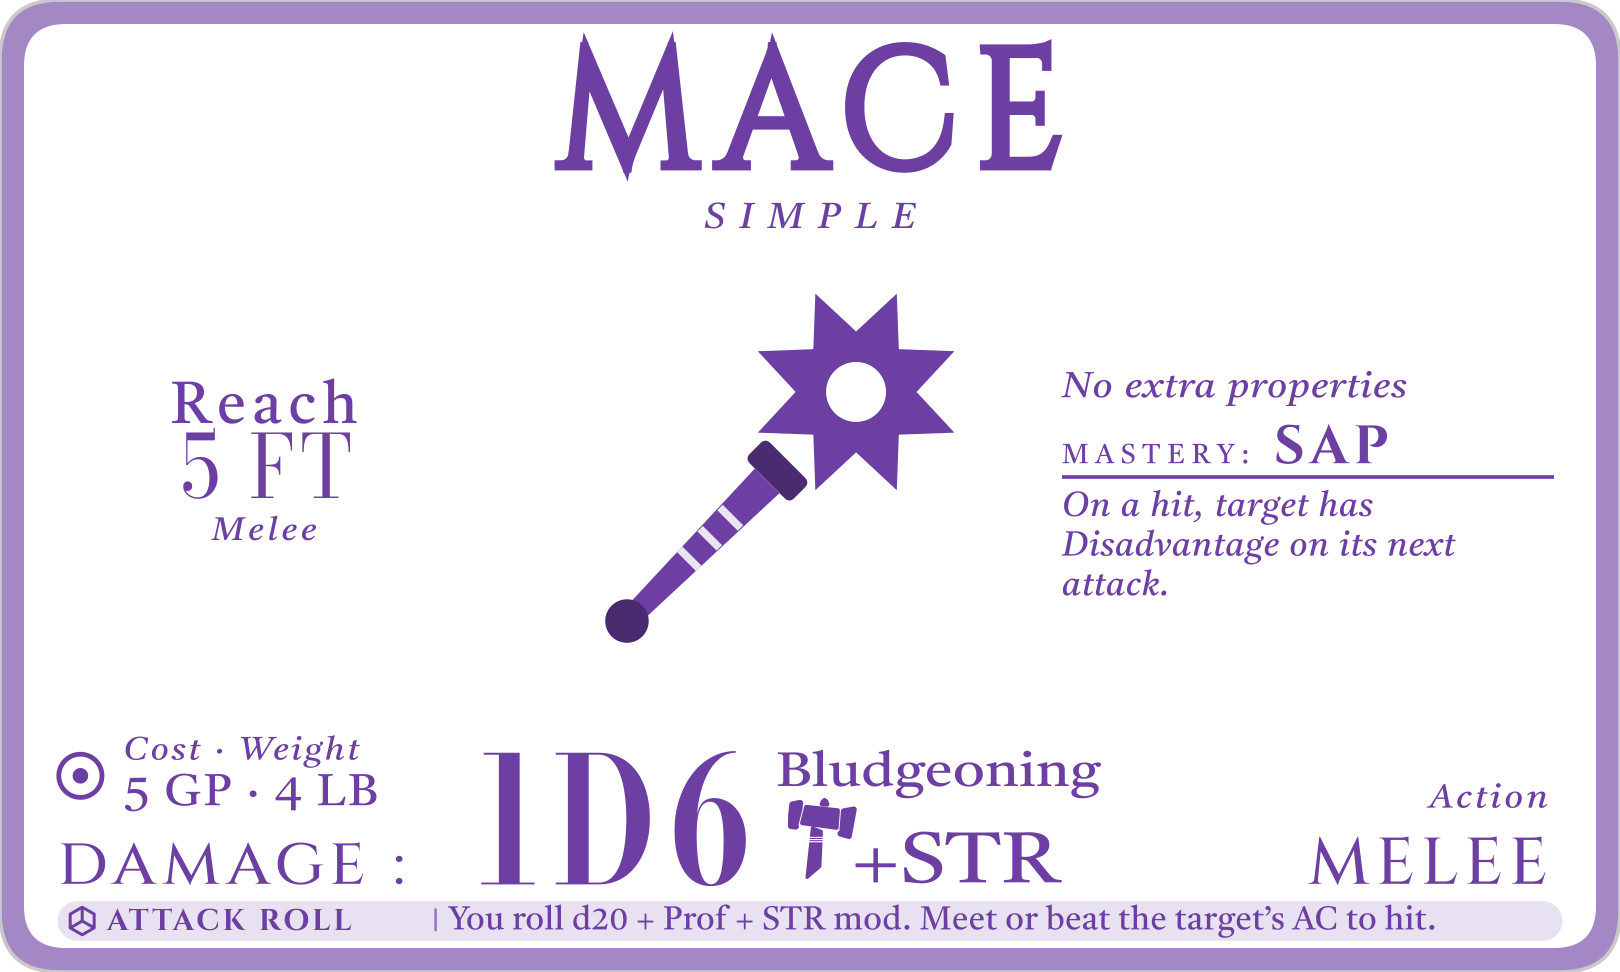 MACE
SIMPLE
Reach
5 FT
Melee
No extra properties
MASTERY: SAP
On a hit, target has
Disadvantage on its next
attack.
Cost · Weight
5 GP · 4 LB
DAMAGE :
1D6
Bludgeoning
+STR
Action
MELEE
ATTACK ROLL | You roll d20 + Prof + STR mod. Meet or beat the target’s AC to hit.